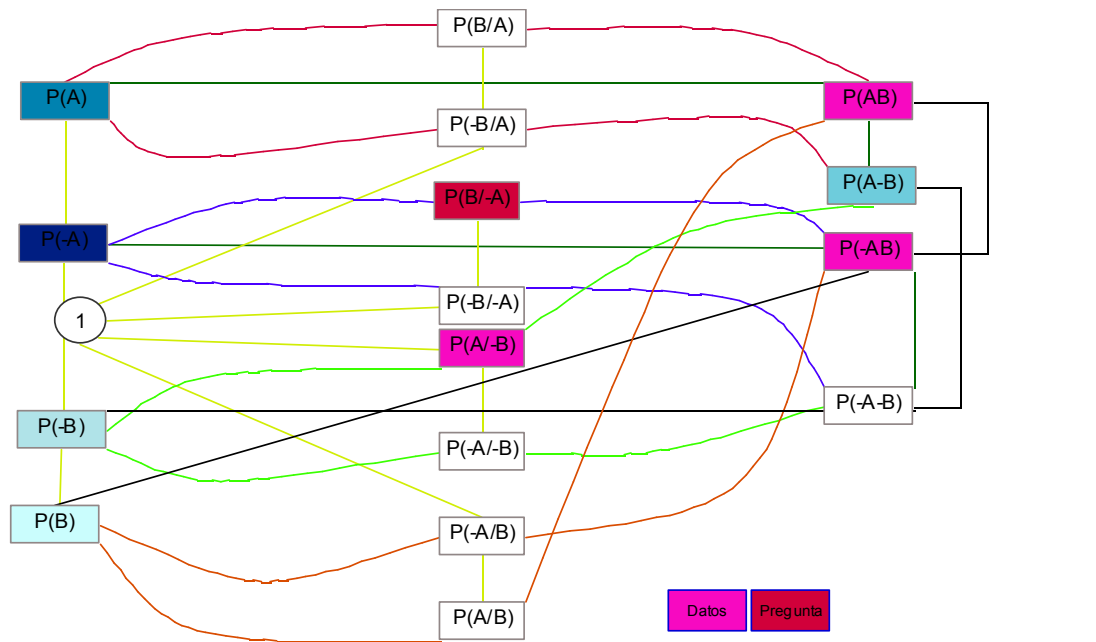 P(B/A)
P(A)
P(AB)
P(-B/A)
P(A-B)
P(B/-A)
P(-A)
P(-AB)
P(-B/-A)
1
P(A/-B)
P(-A-B)
P(-B)
P(-A/-B)
P(B)
P(-A/B)
P(A/B)
Datos
Pregunta